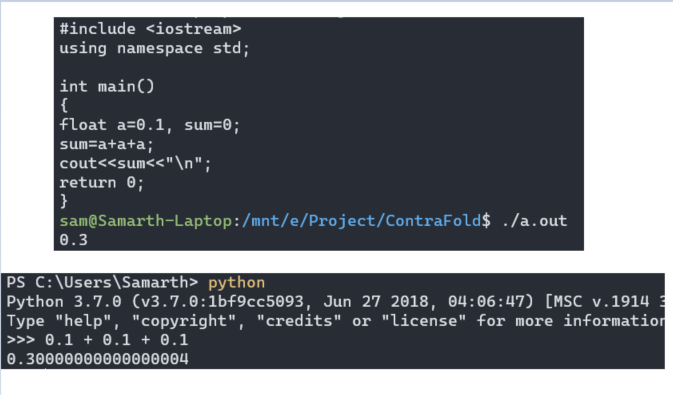 #include <iostream>
using namespace std;
int main()
{
float a=0.1, sum=0;
sum=a+a+a;
cout<<sum<<"\n";
return 0;
}
sam@Samarth-Laptop:/mnt/e/Project/ContraFold$ ./a.out
0.3
PS C:\Users\Samarth> python
Python 3.7.0 (v3.7.0:1bf9cc5093, Jun 27 2018, 04:06:47) [MSC v.1914 3
Type "help", "copyright", "credits" or "license" for more information
>>> 0.1 + 0.1 + 0.1
0.30000000000000004